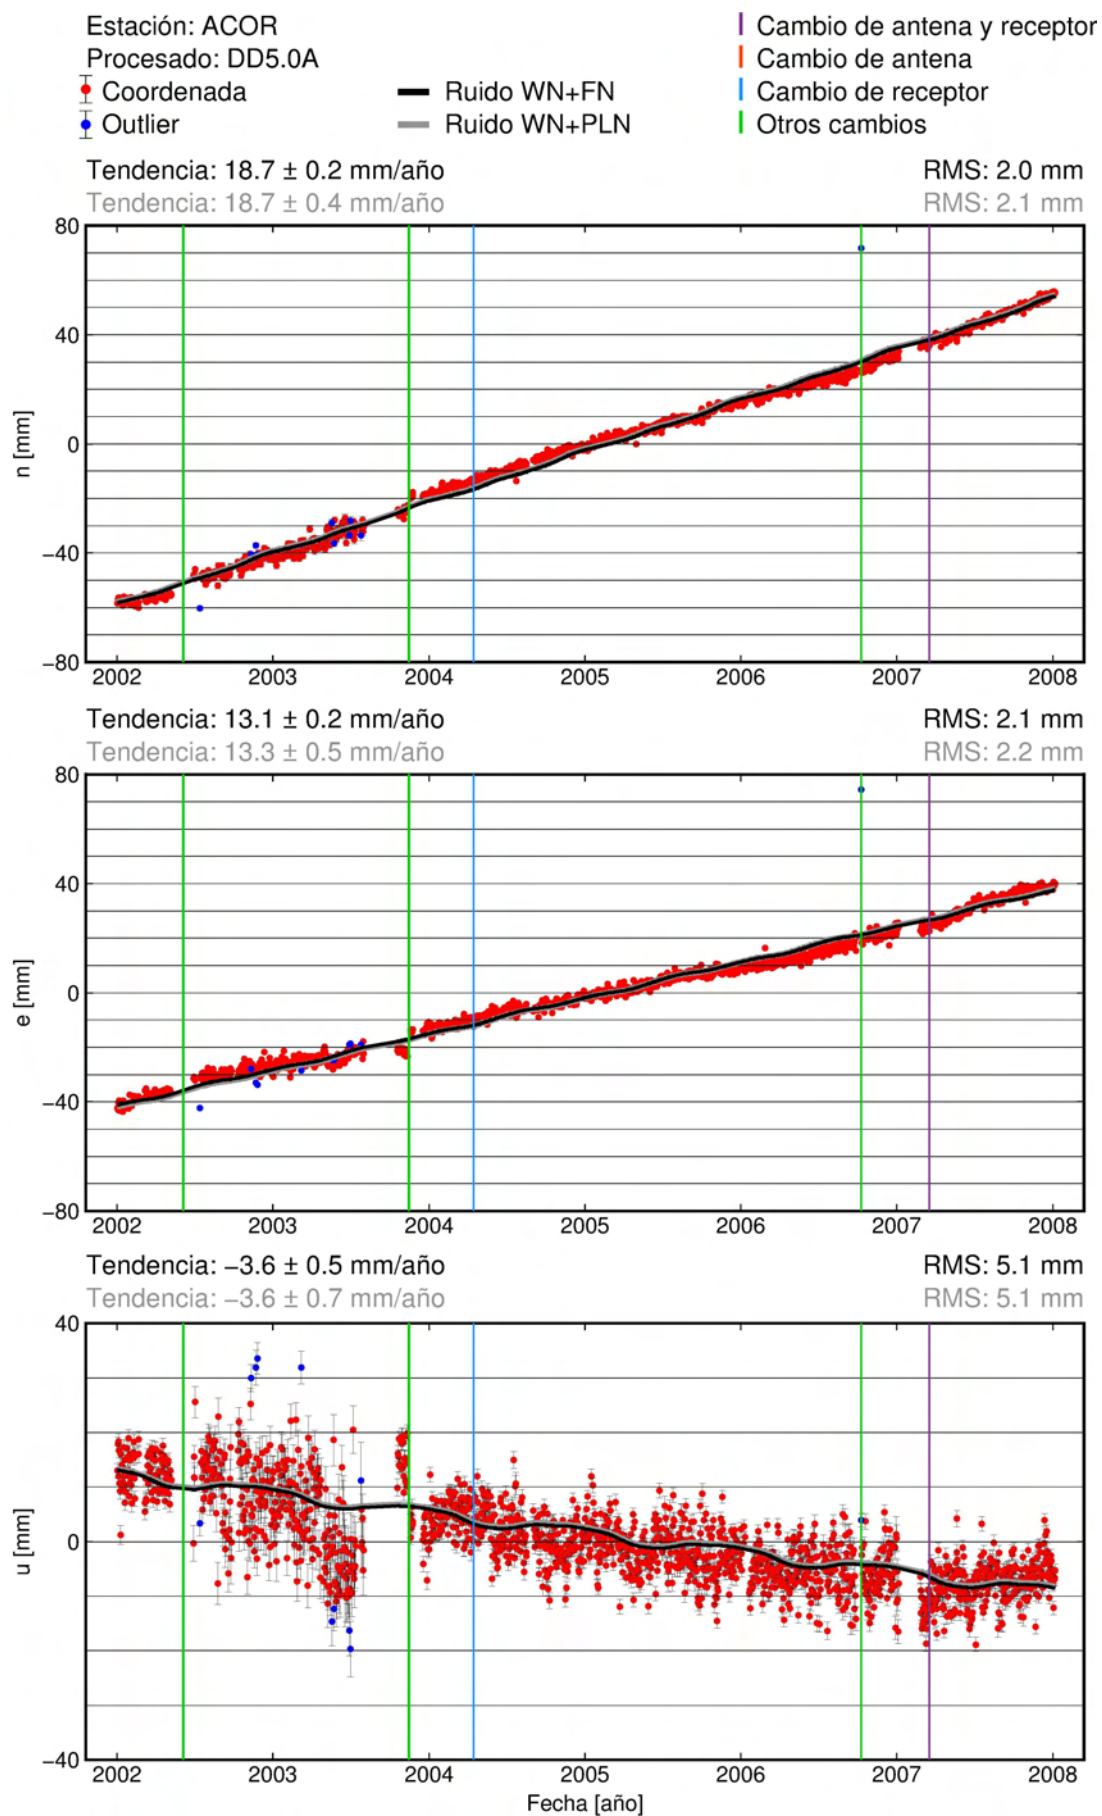 Estación: ACOR
Procesado: DD5.0A
Coordenada
Outlier
Ruido WN+FN
Ruido WN+PLN
Cambio de antena y receptor
Cambio de antena
Cambio de receptor
Otros cambios
Tendencia: 18.7 ± 0.2 mm/año
RMS: 2.0 mm
Tendencia: 18.7 ± 0.4 mm/año
RMS: 2.1 mm
80
40
0
−40
−80
n [mm]
2002 2003 2004 2005 2006 2007 2008
Tendencia: 13.1 ± 0.2 mm/año
RMS: 2.1 mm
Tendencia: 13.3 ± 0.5 mm/año
RMS: 2.2 mm
80
40
0
−40
−80
e [mm]
2002 2003 2004 2005 2006 2007 2008
Tendencia: −3.6 ± 0.5 mm/año
RMS: 5.1 mm
Tendencia: −3.6 ± 0.7 mm/año
RMS: 5.1 mm
40
0
−40
u [mm]
2002 2003 2004 2005 2006 2007 2008
Fecha [año]